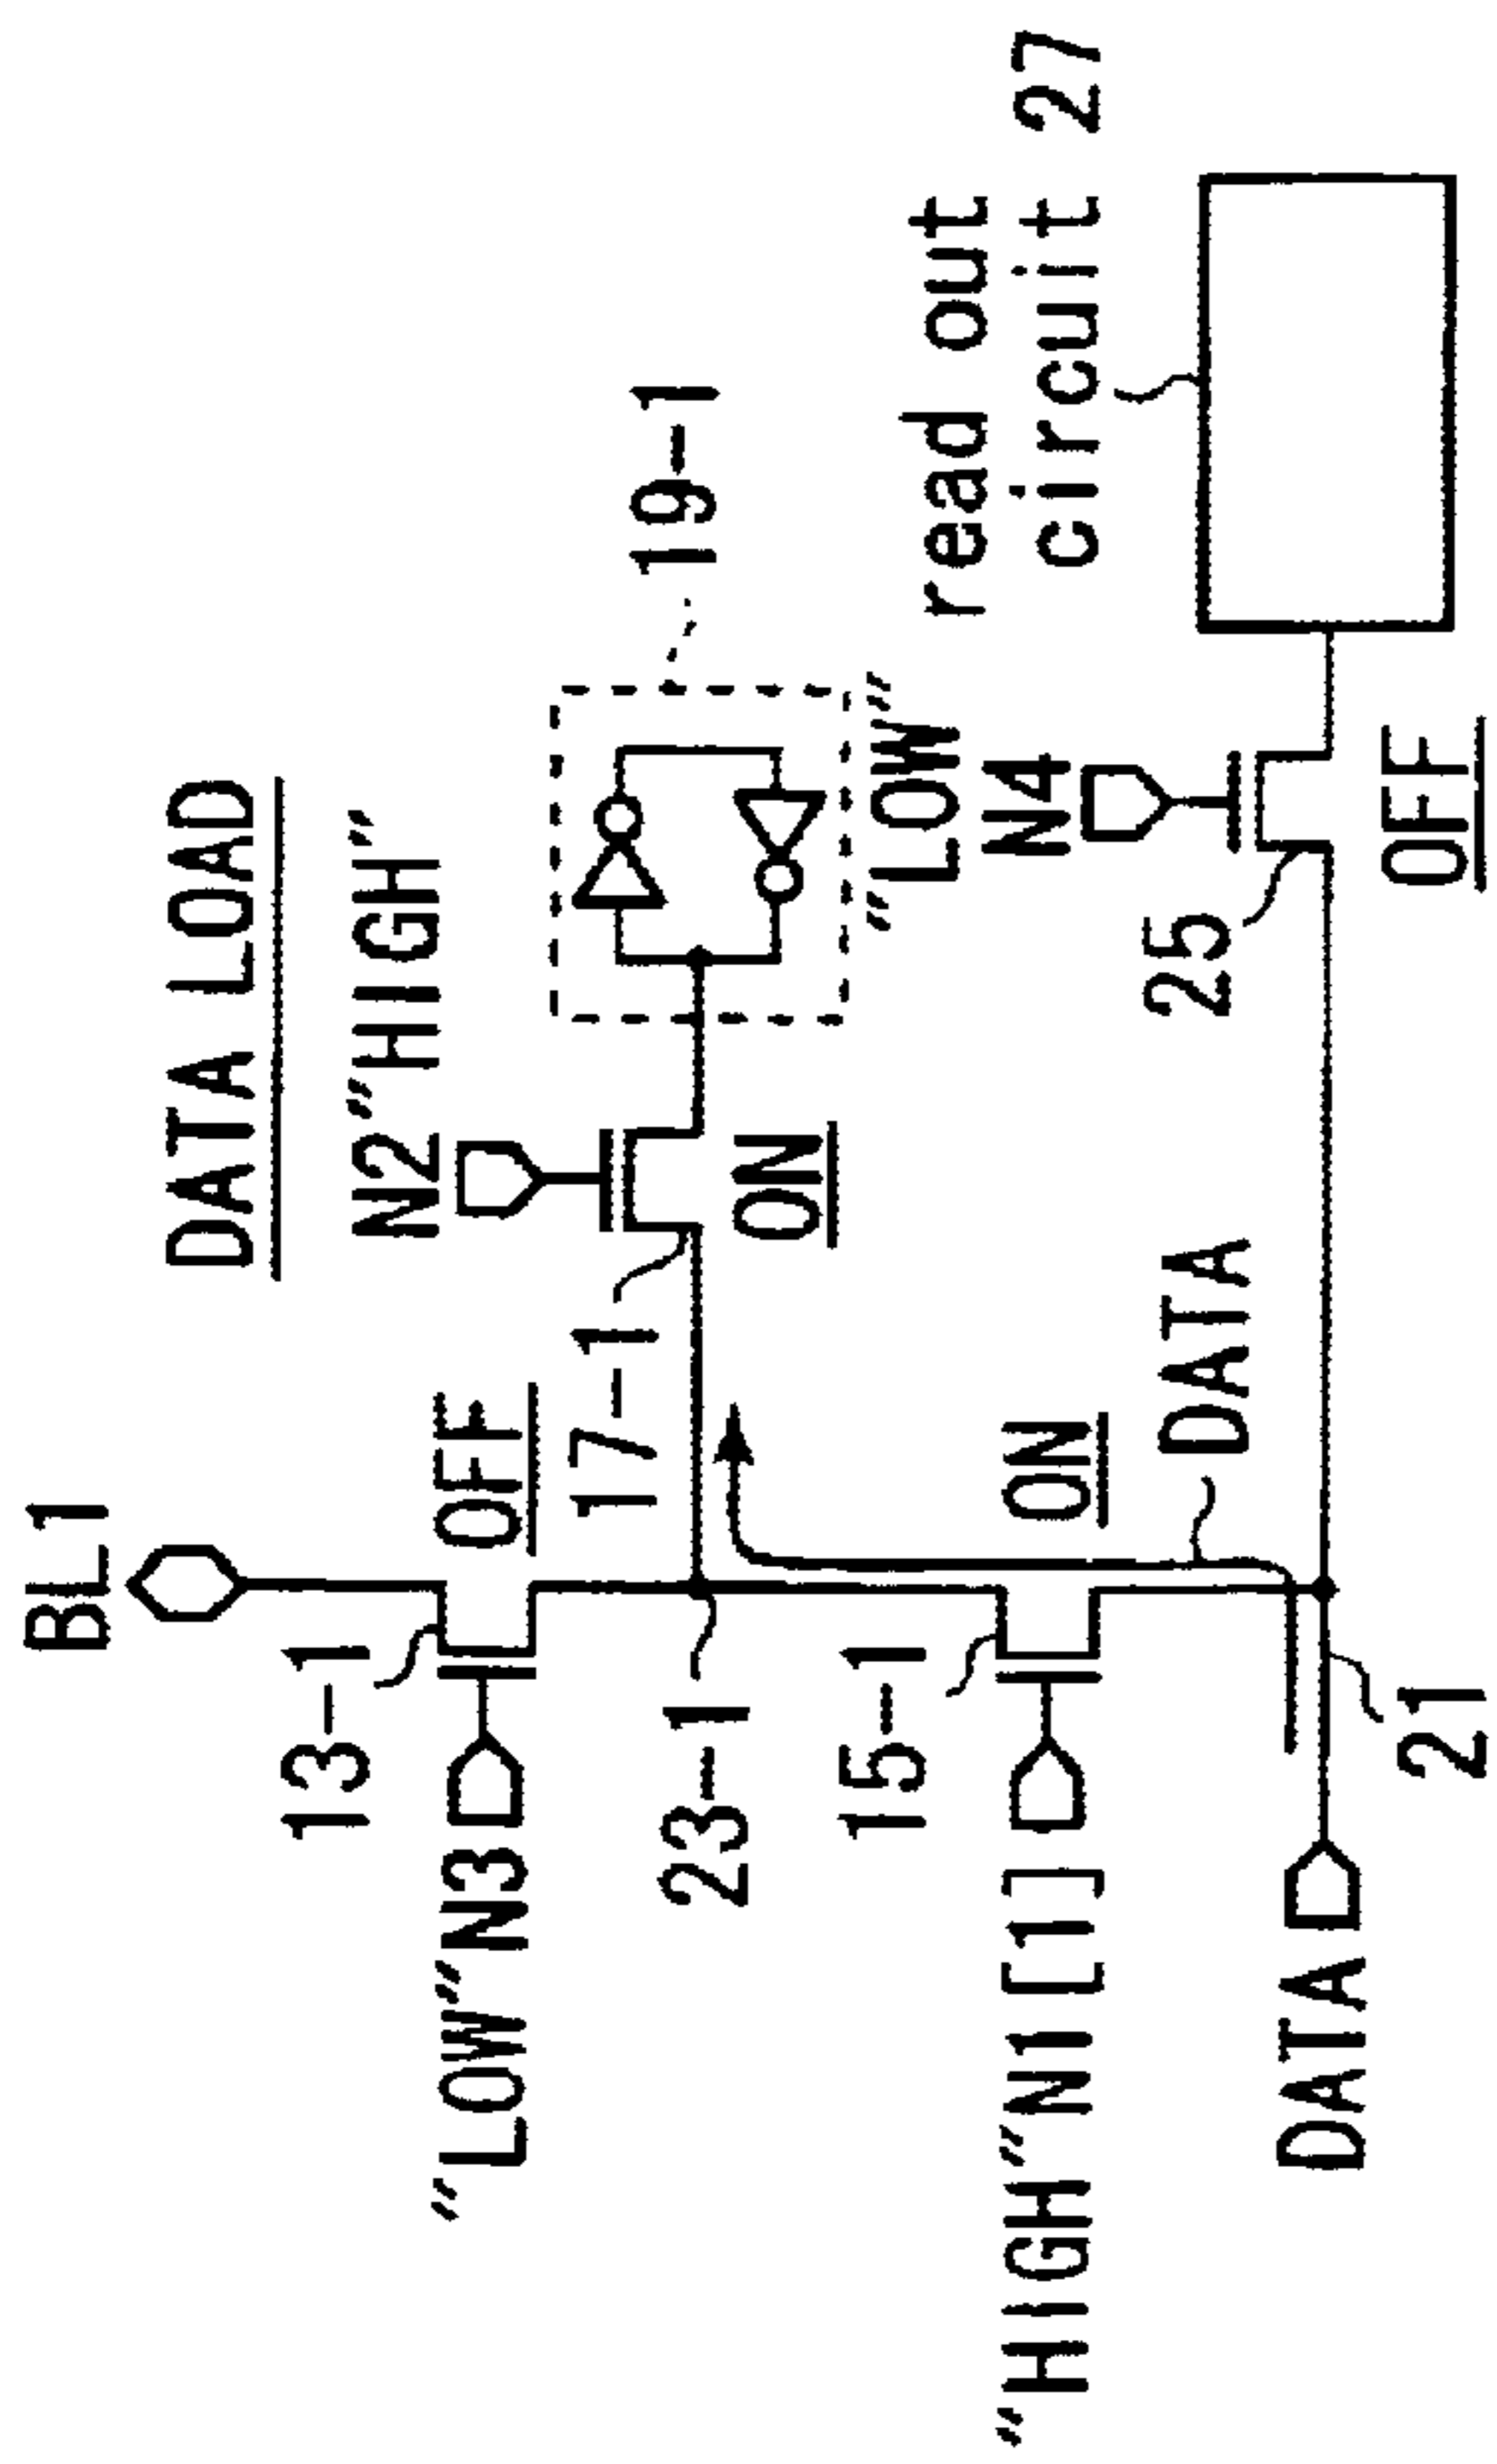 DATA LOAD
BL1
13-1
"LOW"N3
OFF
N2"HIGH"
17-1
ON
19-1
23-1
15-1
"HIGH"N1[1]
ON
DATA
"LOW"
N4
25
OFF
read out
circuit 27
DATA
21